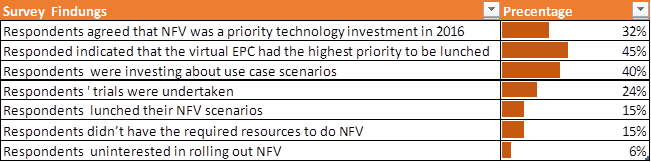 Survey Findungs Precentage
Respondents agreed that NFV was a priority technology investment in 2016 32%
Responded indicated that the virtual EPC had the highest priority to be lunched 45%
Respondents were investing about use case scenarios 40%
Respondents ' trials were undertaken 24%
Respondents lunched their NFV scenarios 15%
Respondents didn't have the required resources to do NFV 15%
Respondents uninterested in rolling out NFV 6%